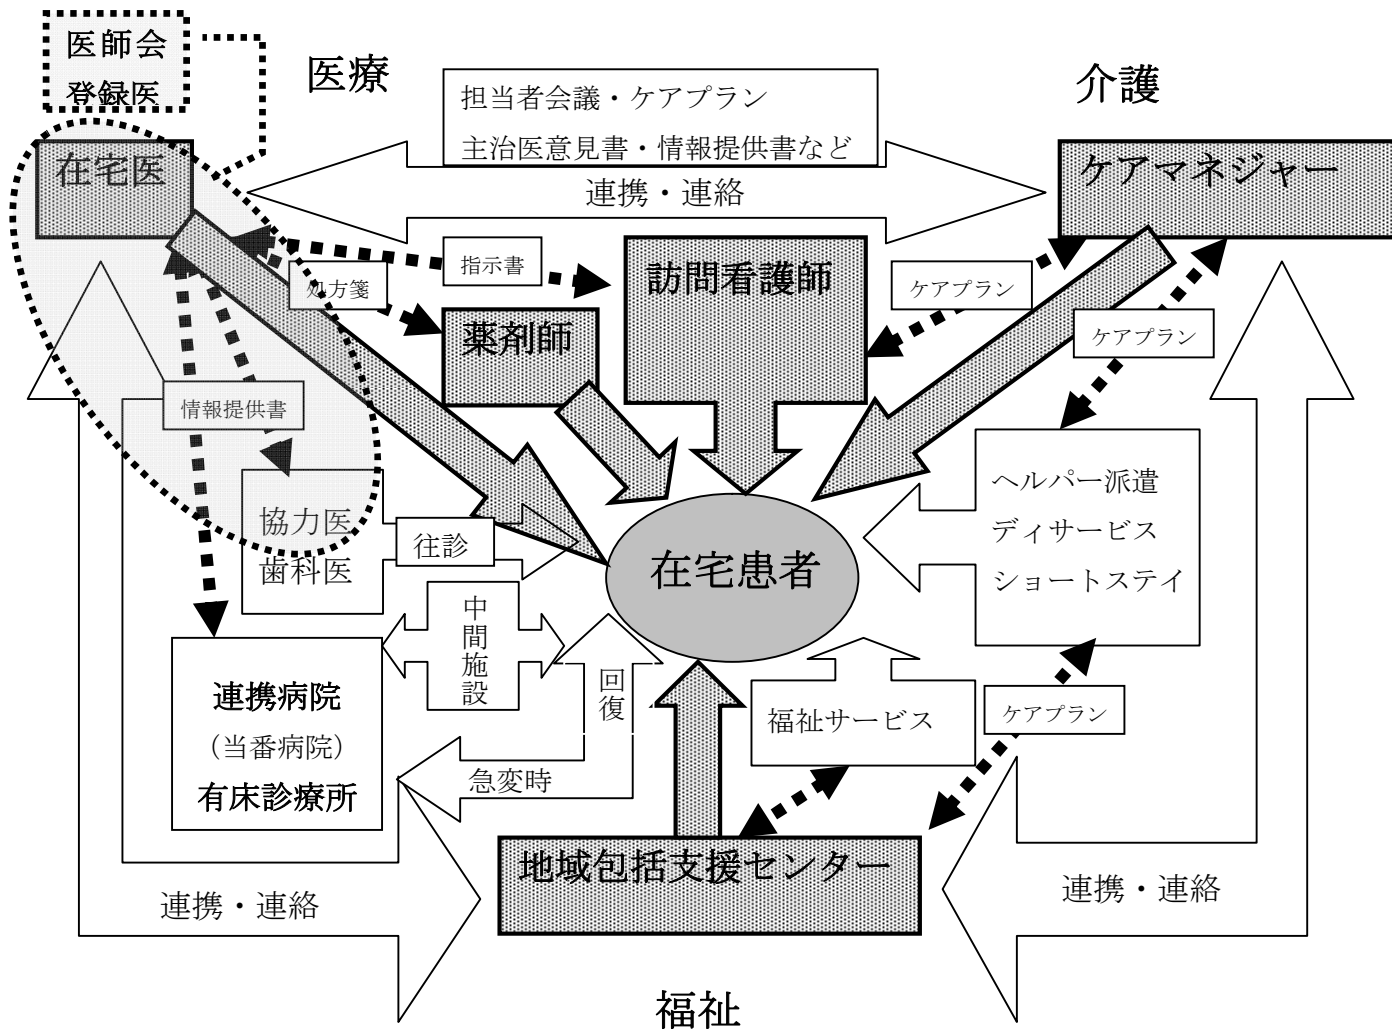 医師会
登録医
医療
介護
担当者会議・ケアプラン
主治医意見書・情報提供書など
連携・連絡
在宅医
ケアマネジャー
指示書
訪問看護師
処方箋
薬剤師
ケアプラン
ケアプラン
情報提供書
協力医
歯科医
往診
在宅患者
ヘルパー派遣
ディサービス
ショートステイ
中間施設
回復
連携病院
（当番病院）
有床診療所
急変時
福祉サービス
ケアプラン
地域包括支援センター
連携・連絡
連携・連絡
福祉